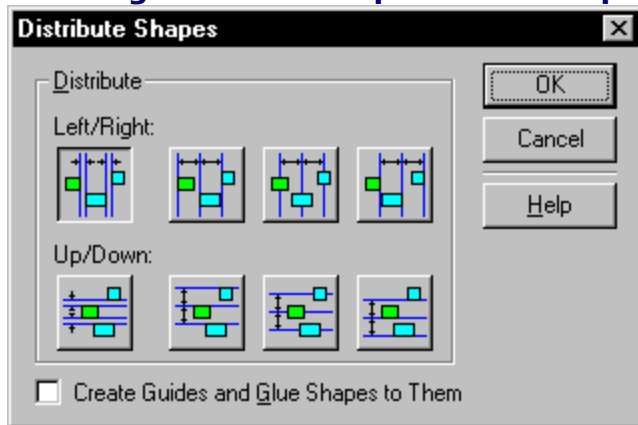 Distribute Shapes
Distribute
OK
Left/Right:
Cancel
Help
Up/Down:
Create Guides and Glue Shapes to Them